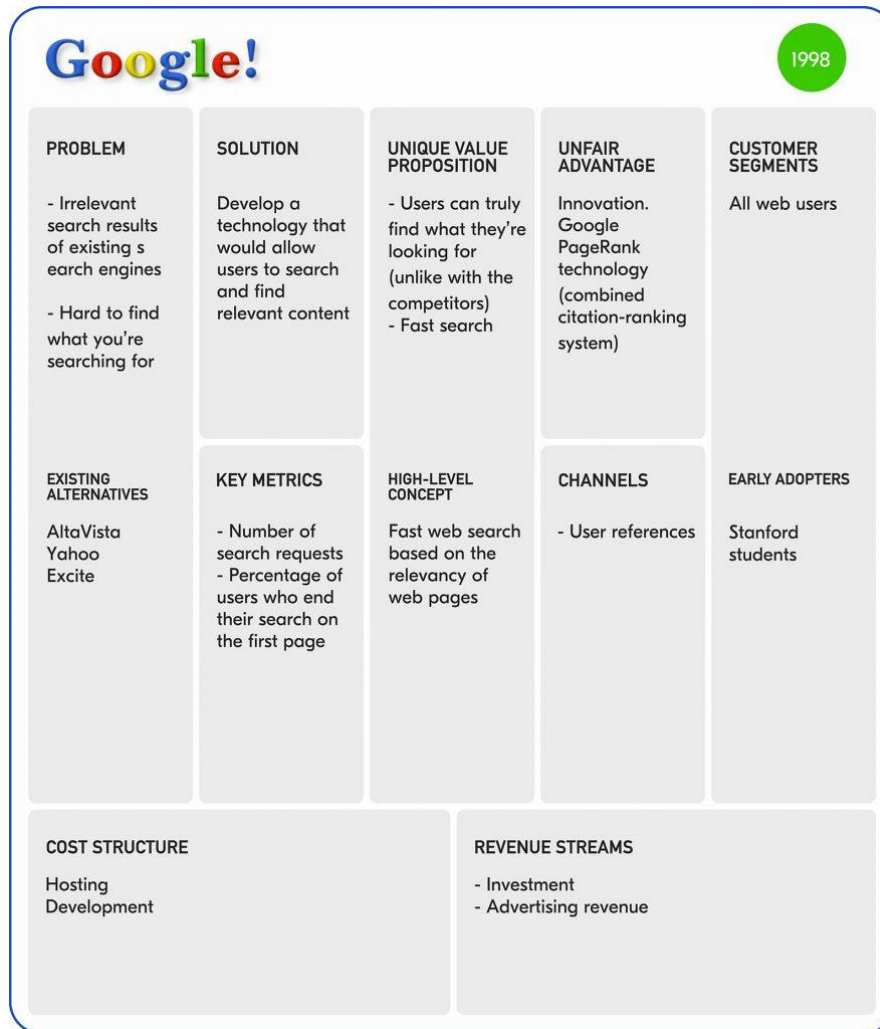 Google!
1998
PROBLEM
- Irrelevant
search results
of existing s
earch engines
- Hard to find
what you're
searching for
EXISTING
ALTERNATIVES
AltaVista
Yahoo
Excite
SOLUTION
Develop a
technology that
would allow
users to search
and find
relevant content
KEY METRICS
- Number of
search requests
- Percentage of
users who end
their search on
the first page
UNIQUE VALUE
PROPOSITION
- Users can truly
find what they're
looking for
(unlike with the
competitors)
- Fast search
HIGH-LEVEL
CONCEPT
Fast web search
based on the
relevancy of
web pages
UNFAIR
ADVANTAGE
Innovation.
Google
PageRank
technology
(combined
citation-ranking
system)
CHANNELS
- User references
CUSTOMER
SEGMENTS
All web users
EARLY ADOPTERS
Stanford
students
COST STRUCTURE
Hosting
Development
REVENUE STREAMS
- Investment
- Advertising revenue